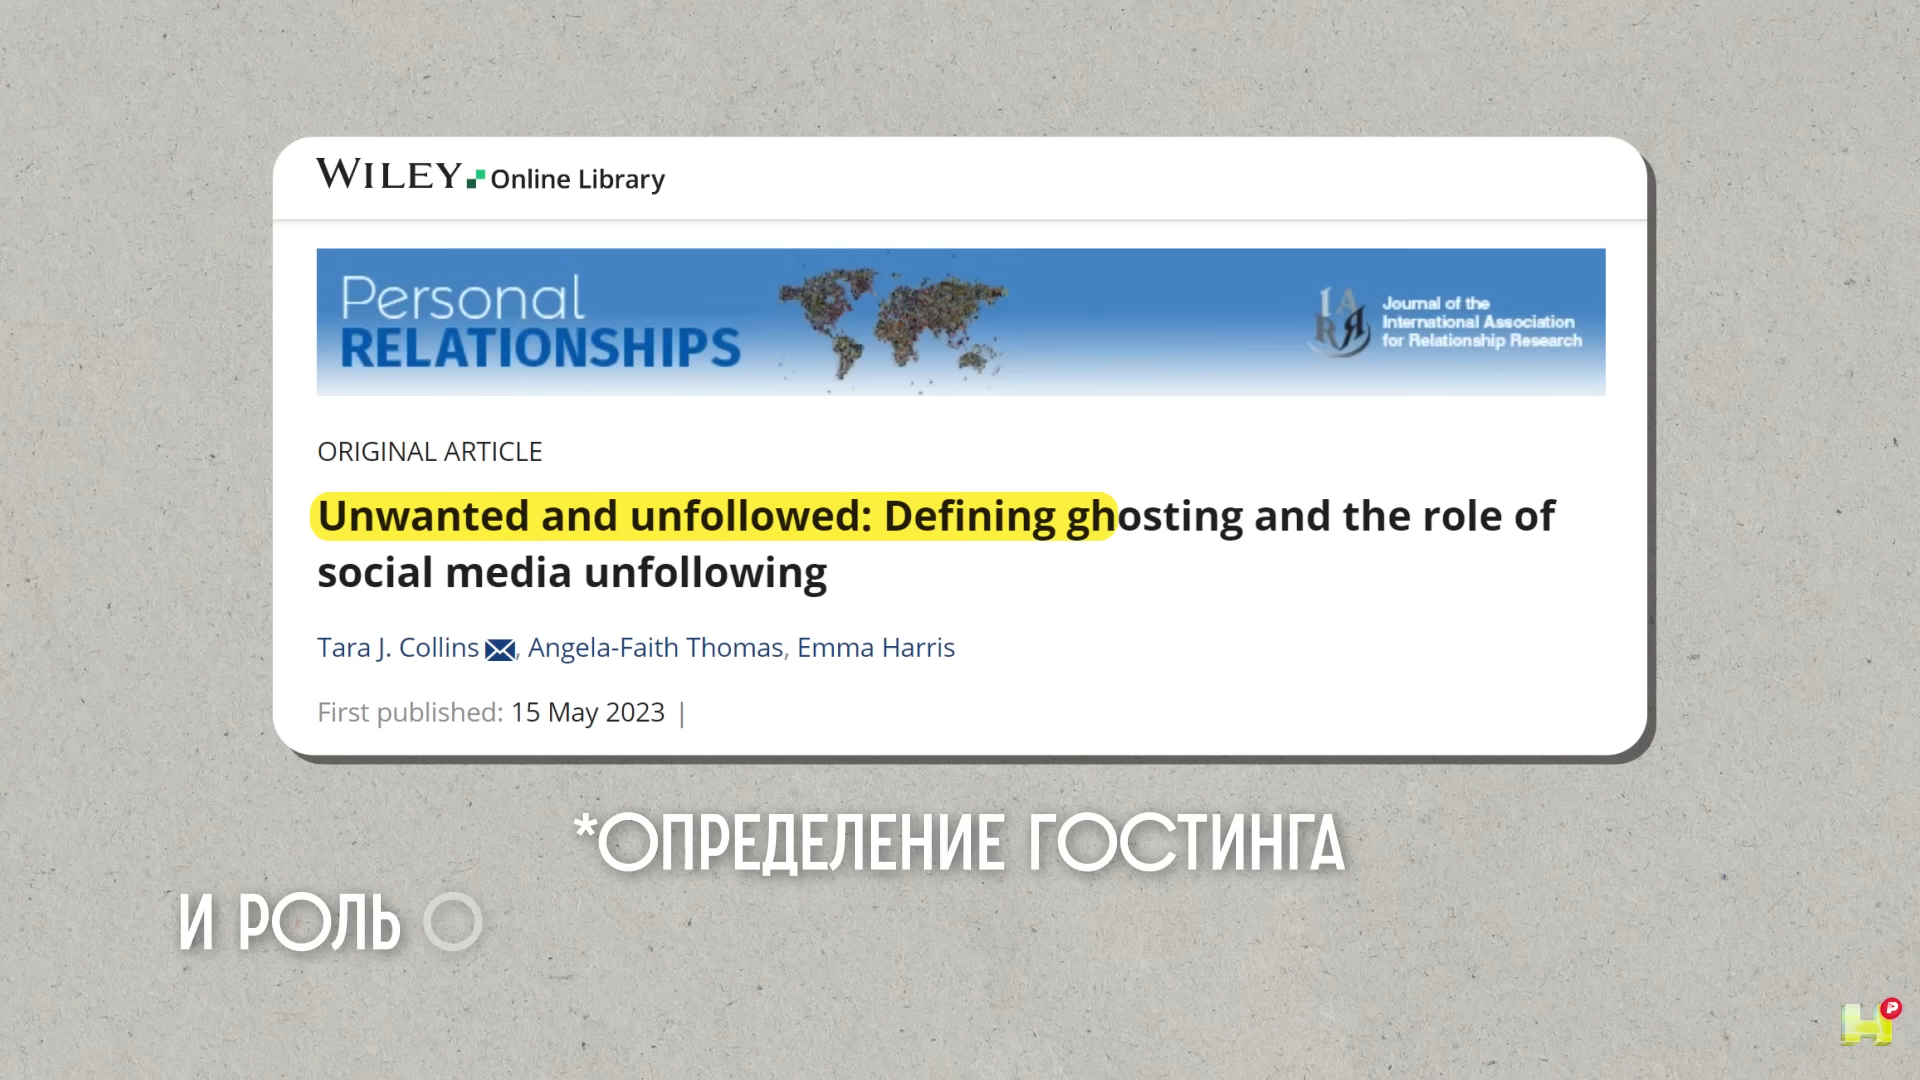 WILEY Online Library
Personal
RELATIONSHIPS
IARR
Journal of the
International Association
for Relationship Research
ORIGINAL ARTICLE
Unwanted and unfollowed: Defining ghosting and the role of
social media unfollowing
Tara J. Collins, Angela-Faith Thomas, Emma Harris
First published: 15 May 2023 |
*ОПРЕДЕЛЕНИЕ ГОСТИНГА
И РОЛЬ О
Н P